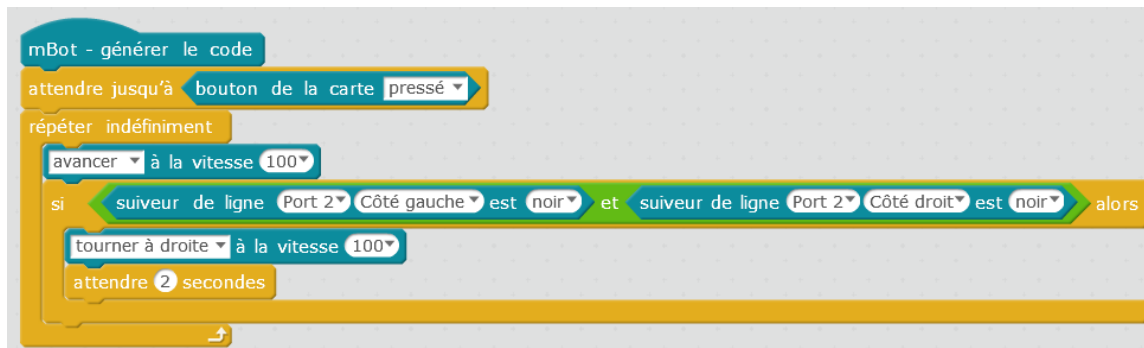 mBot - générer le code
attendre jusqu'à bouton de la carte pressé
répéter indéfiniment
avancer à la vitesse 100
si suiveur de ligne Port 2 Côté gauche est noir et suiveur de ligne Port 2 Côté droit est noir alors
tourner à droite à la vitesse 100
attendre 2 secondes